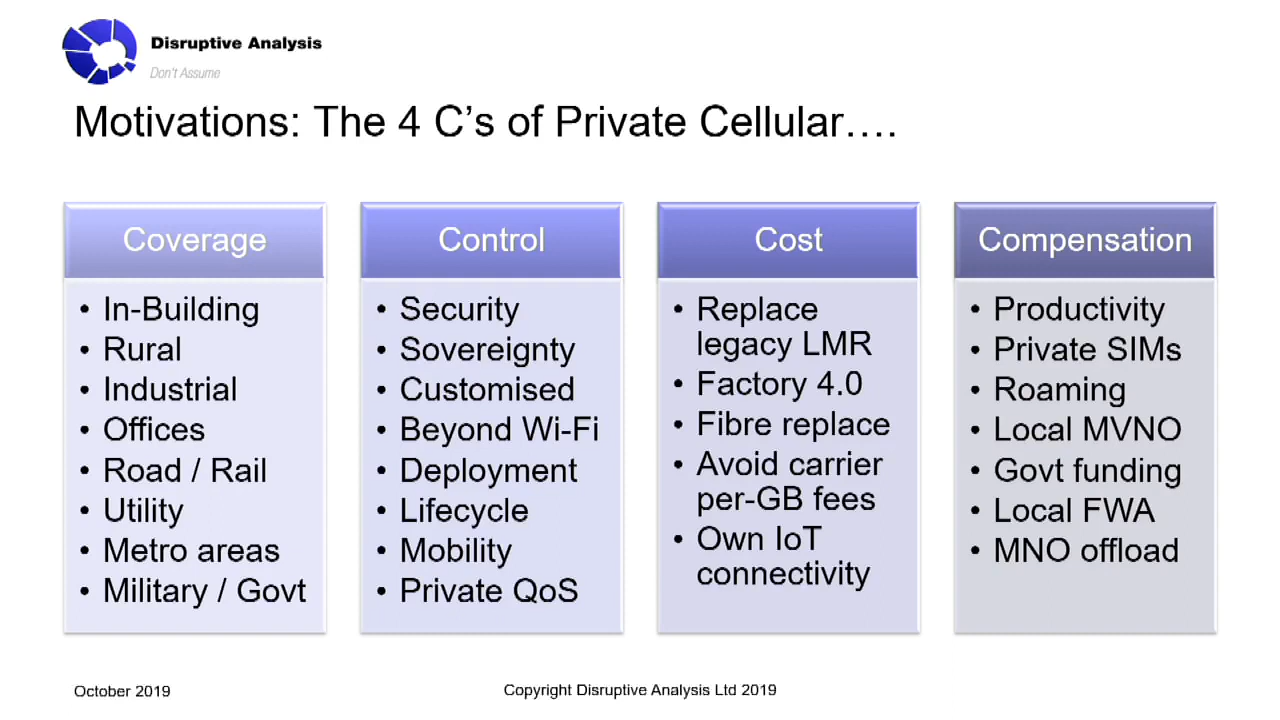 Disruptive Analysis
Don't Assume
Motivations: The 4 C's of Private Cellular....
Coverage
• In-Building
• Rural
• Industrial
• Offices
• Road / Rail
• Utility
• Metro areas
• Military / Govt
Control
• Security
• Sovereignty
• Customised
• Beyond Wi-Fi
• Deployment
• Lifecycle
• Mobility
• Private QoS
Cost
• Replace
legacy LMR
• Factory 4.0
• Fibre replace
• Avoid carrier
per-GB fees
• Own IoT
connectivity
Compensation
• Productivity
• Private SIMs
• Roaming
• Local MVNO
• Govt funding
• Local FWA
• MNO offload
October 2019
Copyright Disruptive Analysis Ltd 2019